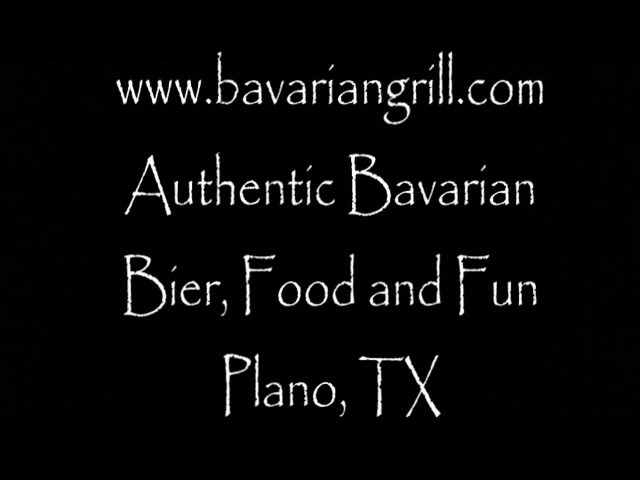 www.bavariangrill.com
Authentic Bavarian
Bier, Food and Fun
Plano, TX